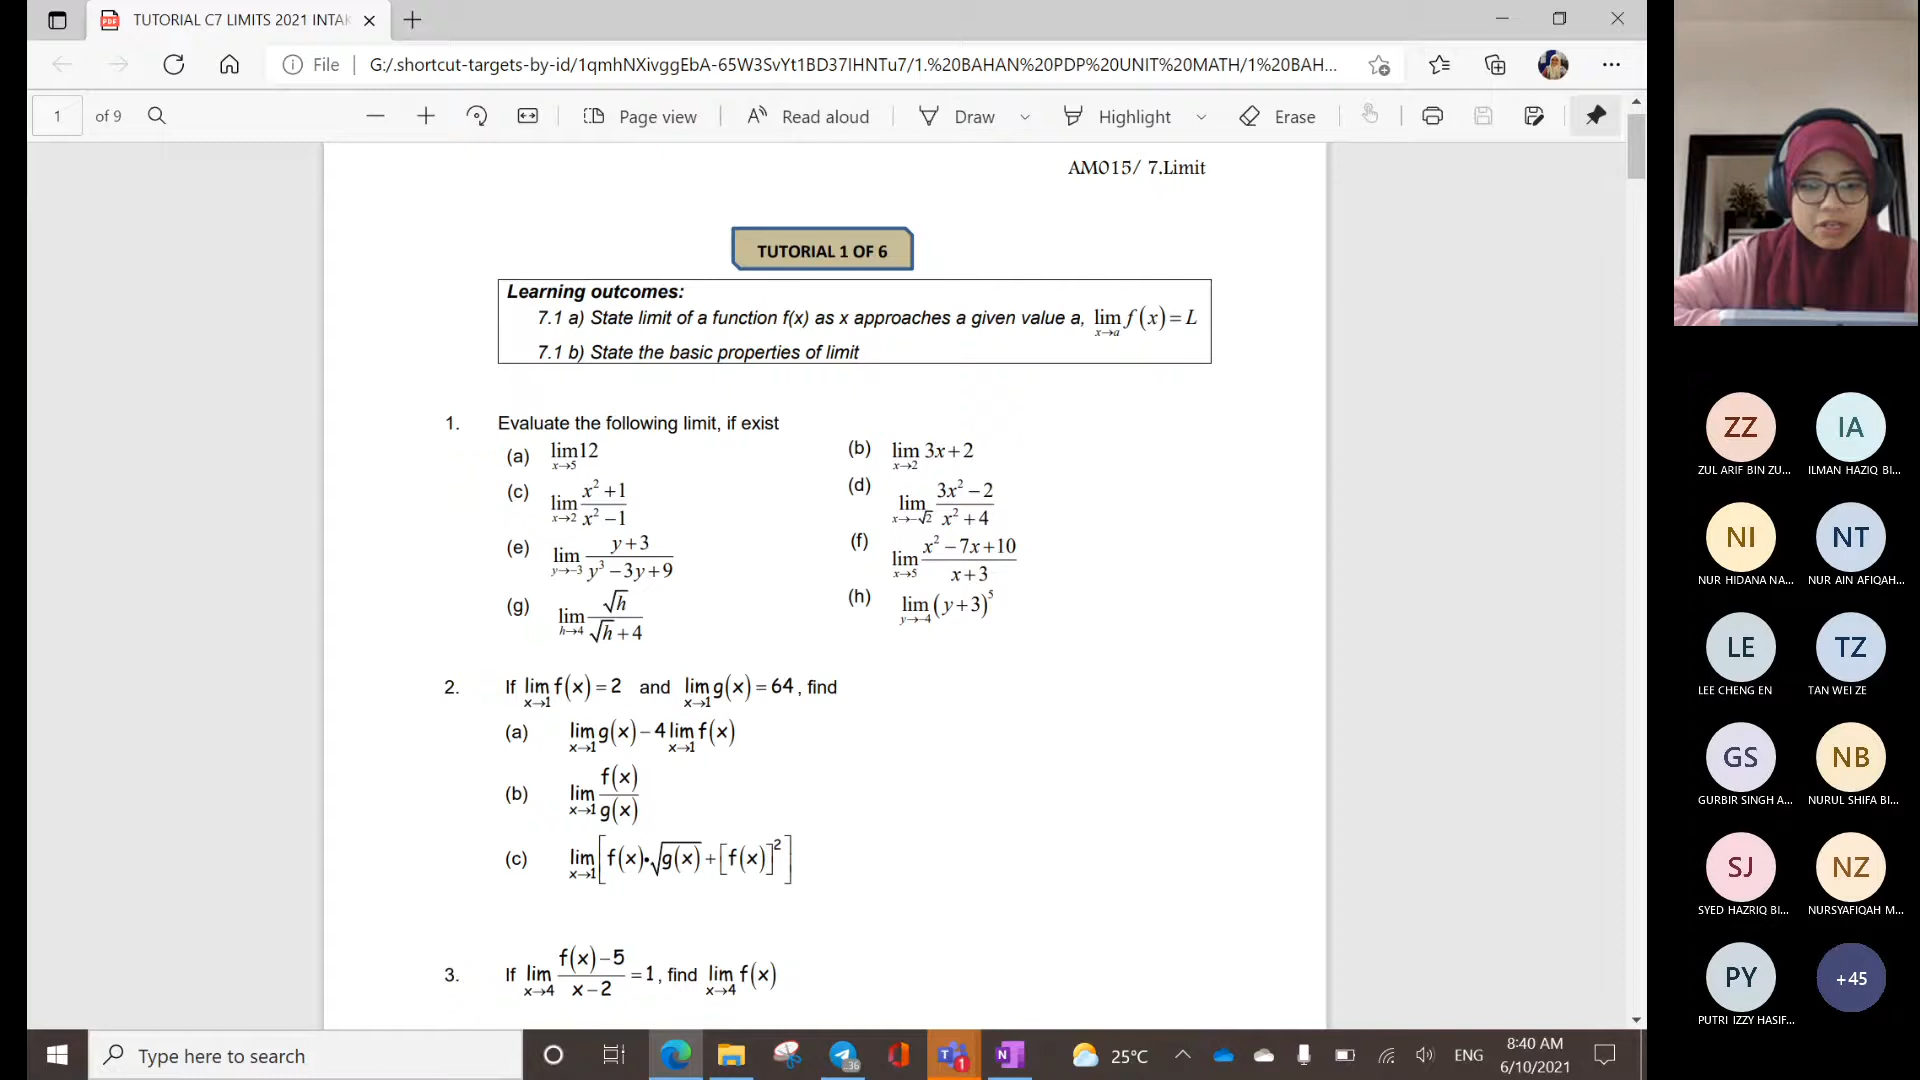 TUTORIAL C7 LIMITS 2021 INTAK
File G:/.shortcut-targets-by-id/1qmhNXivggEbA-65W3SvYt1BD37IHNTu7/1.%20BAHAN%20PDP%20UNIT%20MATH/1%20BAH...
1 of 9 Page view Read aloud Draw Highlight Erase
AM015/ 7.Limit
TUTORIAL 1 OF 6
Learning outcomes:
7.1 a) State limit of a function f(x) as x approaches a given value a, lim x→a f(x) = L
7.1 b) State the basic properties of limit
1. Evaluate the following limit, if exist
(a) lim x→5 12 (b) lim x→2 3x+2
(c) lim x→2 (x²+1)/(x²−1) (d) lim x→−√2 (3x²−2)/(x²+4)
(e) lim y→−3 (y+3)/(y³−3y+9) (f) lim x→5 (x²−7x+10)/(x+3)
(g) lim h→4 √h/(√h+4) (h) lim y→−4 (y+3)⁵
2. If lim x→1 f(x) = 2 and lim x→1 g(x) = 64, find
(a) lim x→1 g(x) − 4 lim x→1 f(x)
(b) lim x→1 f(x)/g(x)
(c) lim x→1 [f(x)•√g(x) + [f(x)]²]
3. If lim x→4 (f(x)−5)/(x−2) = 1, find lim x→4 f(x)
ZZ IA
ZUL ARIF BIN ZU... ILMAN HAZIQ BI...
NI NT
NUR HIDANA NA... NUR AIN AFIQAH...
LE TZ
LEE CHENG EN TAN WEI ZE
GS NB
GURBIR SINGH A... NURUL SHIFA BI...
SJ NZ
SYED HAZRIQ BI... NURSYAFIQAH M...
PY +45
PUTRI IZZY HASIF...
Type here to search 36 1 25°C ENG 8:40 AM
6/10/2021